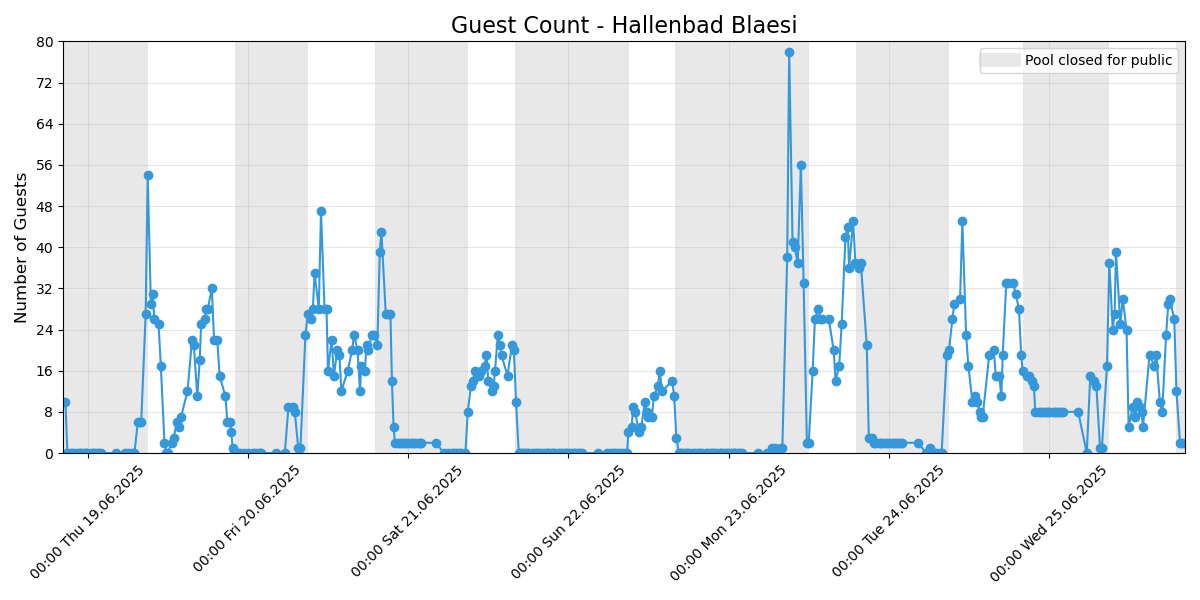 Guest Count - Hallenbad Blaesi
Pool closed for public
Number of Guests
80
72
64
56
48
40
32
24
16
8
0
00:00 Thu 19.06.2025
00:00 Fri 20.06.2025
00:00 Sat 21.06.2025
00:00 Sun 22.06.2025
00:00 Mon 23.06.2025
00:00 Tue 24.06.2025
00:00 Wed 25.06.2025